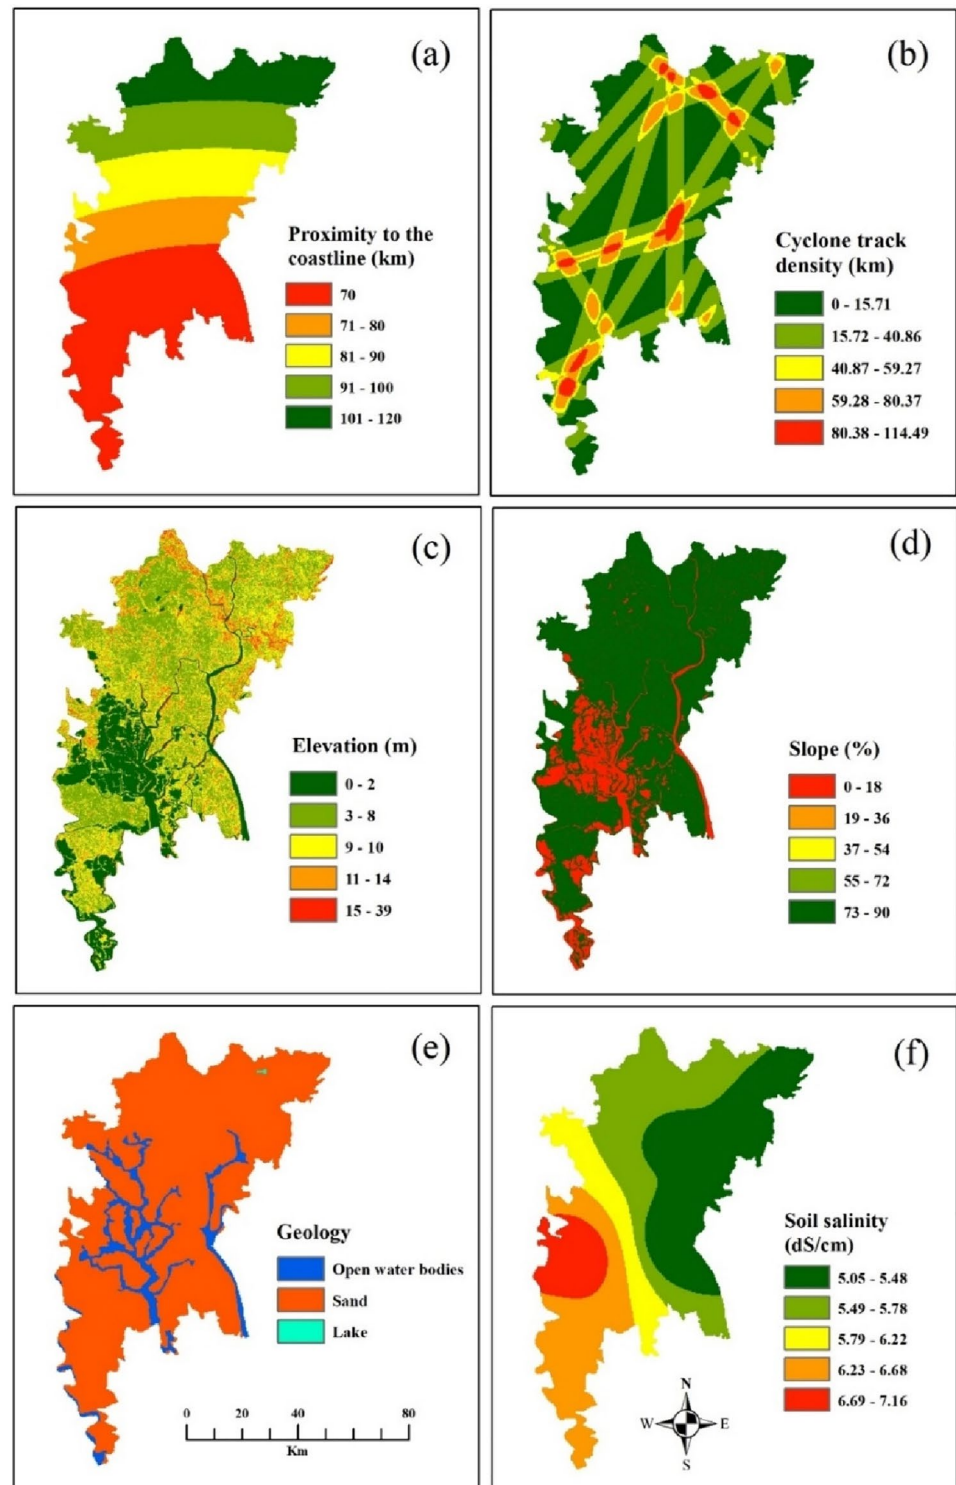 (a)
Proximity to the
coastline (km)
70
71 - 80
81 - 90
91 - 100
101 - 120
(b)
Cyclone track
density (km)
0 - 15.71
15.72 - 40.86
40.87 - 59.27
59.28 - 80.37
80.38 - 114.49
(c)
Elevation (m)
0 - 2
3 - 8
9 - 10
11 - 14
15 - 39
(d)
Slope (%)
0 - 18
19 - 36
37 - 54
55 - 72
73 - 90
(e)
Geology
Open water bodies
Sand
Lake
0 20 40 80
Km
(f)
Soil salinity
(dS/cm)
5.05 - 5.48
5.49 - 5.78
5.79 - 6.22
6.23 - 6.68
6.69 - 7.16
N
W E
S